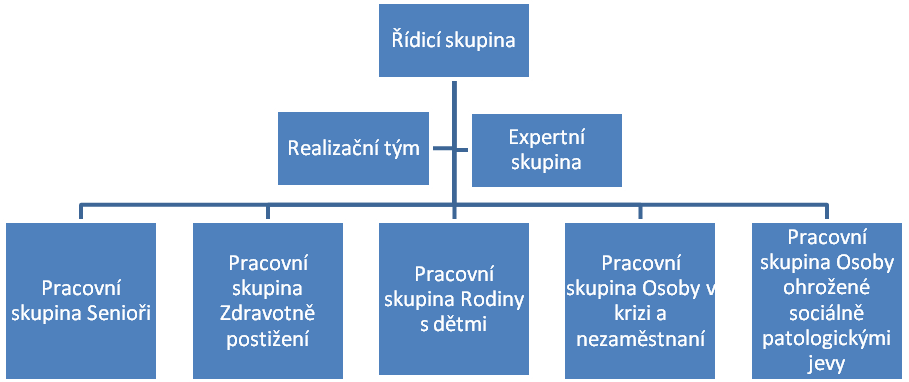 Řídicí skupina
Realizační tým
Expertní
skupina
Pracovní
skupina Senioři
Pracovní
skupina
Zdravotně
postižení
Pracovní
skupina Rodiny
s dětmi
Pracovní
skupina Osoby v
krizi a
nezaměstnaní
Pracovní
skupina Osoby
ohrožené
sociálně
patologickými
jevy